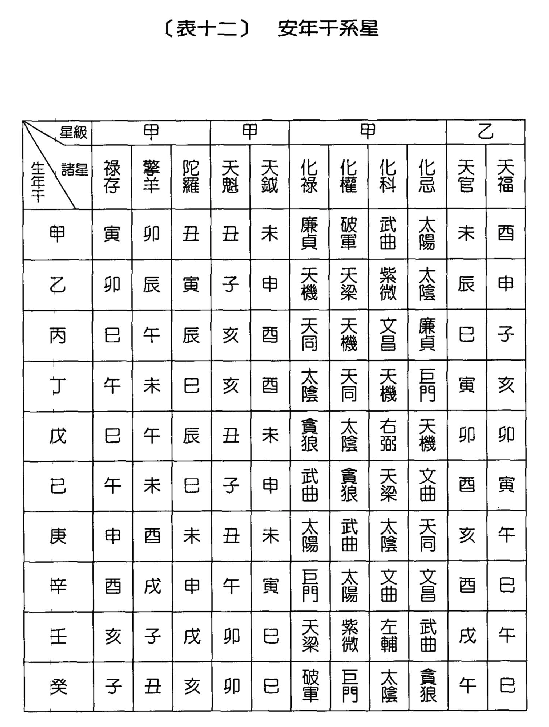 〔表十二〕 安年干系星
星級 甲 甲 甲 乙
諸星 生年干 祿存 擎羊 陀羅 天魁 天鉞 化祿 化權 化科 化忌 天官 天福
甲 寅 卯 丑 丑 未 廉貞 破軍 武曲 太陽 未 酉
乙 卯 辰 寅 子 申 天機 天梁 紫微 太陰 辰 申
丙 巳 午 辰 亥 酉 天同 天機 文昌 廉貞 巳 子
丁 午 未 巳 亥 酉 太陰 天同 天機 巨門 寅 亥
戊 巳 午 辰 丑 未 貪狼 太陰 右弼 天機 卯 卯
己 午 未 巳 子 申 武曲 貪狼 天梁 文曲 酉 寅
庚 申 酉 未 丑 未 太陽 武曲 太陰 天同 亥 午
辛 酉 戌 申 午 寅 巨門 太陽 文曲 文昌 酉 巳
壬 亥 子 戌 卯 巳 天梁 紫微 左輔 武曲 戌 午
癸 子 丑 亥 卯 巳 破軍 巨門 太陰 貪狼 午 巳